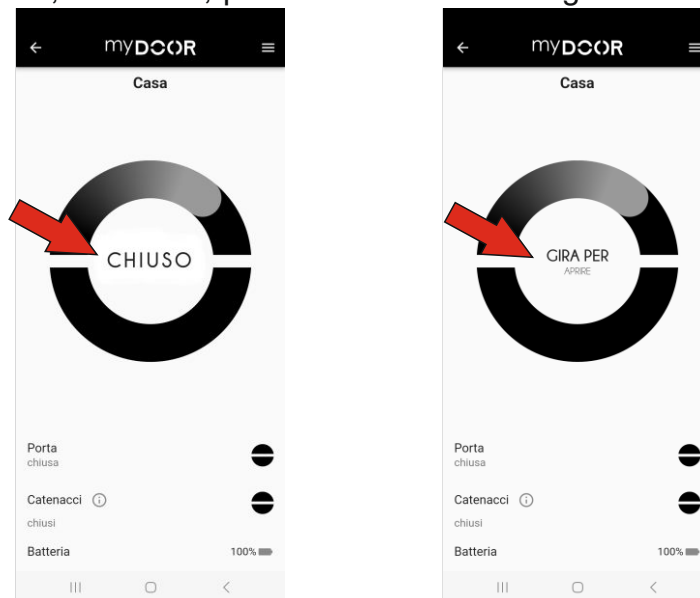 myDOOR
Casa
CHIUSO
Porta
chiusa
Catenacci
chiusi
Batteria
100%
myDOOR
Casa
GIRA PER
APRIRE
Porta
chiusa
Catenacci
chiusi
Batteria
100%